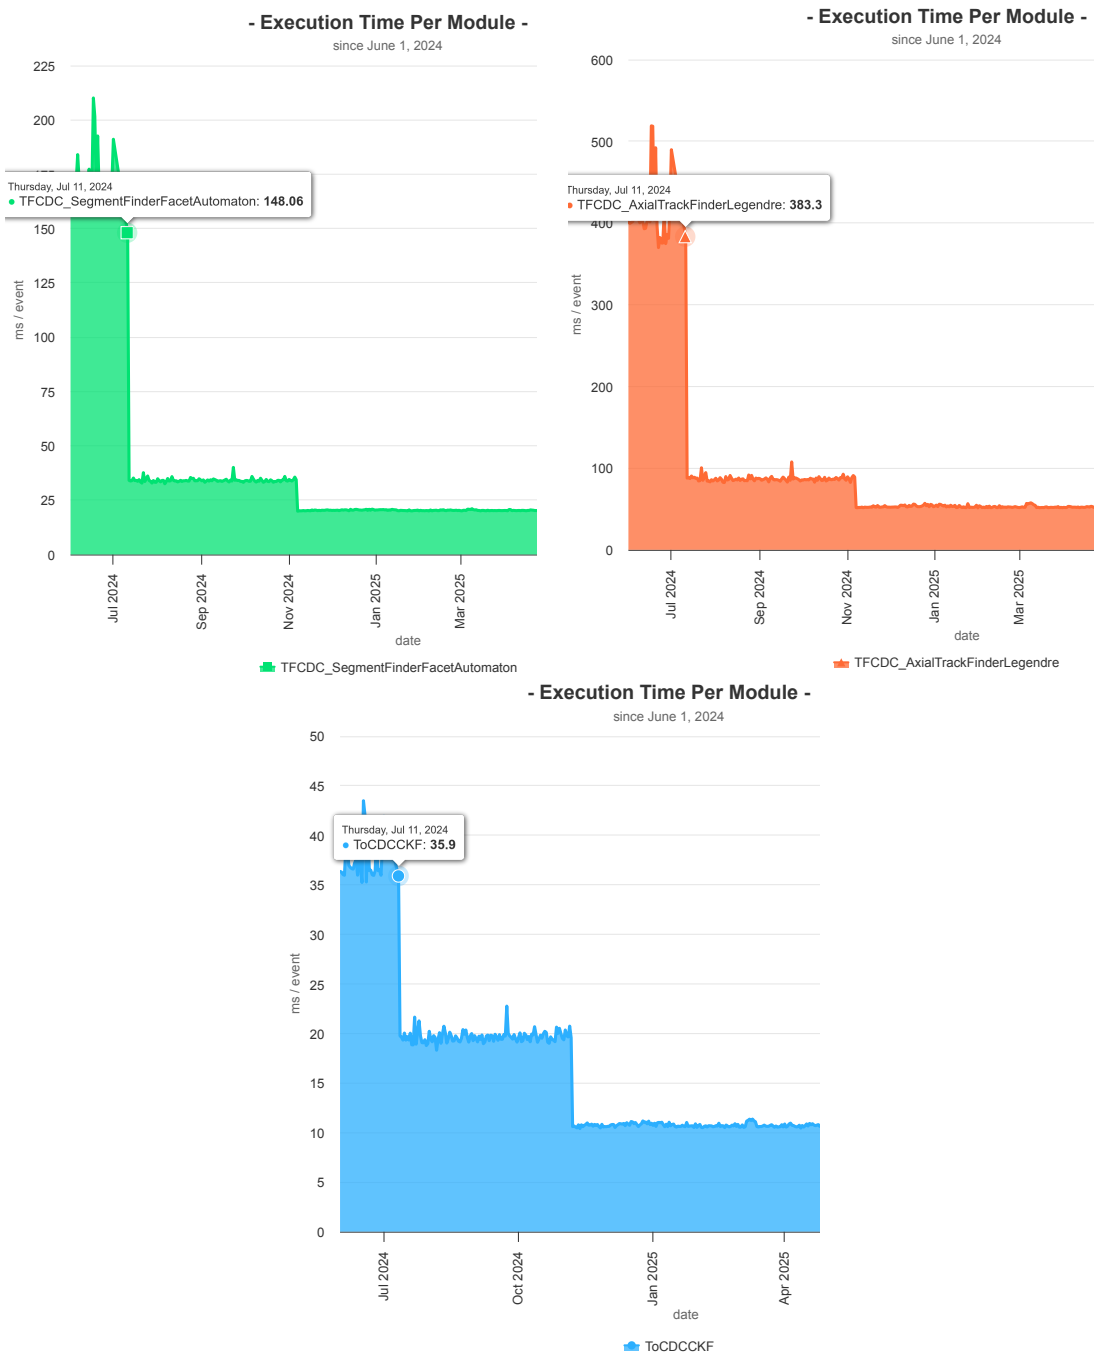 - Execution Time Per Module -
since June 1, 2024
225
200
175
150
125
100
75
50
25
0
ms / event
Thursday, Jul 11, 2024
TFCDC_SegmentFinderFacetAutomaton: 148.06
Jul 2024
Sep 2024
Nov 2024
Jan 2025
Mar 2025
date
TFCDC_SegmentFinderFacetAutomaton
- Execution Time Per Module -
since June 1, 2024
600
500
400
300
200
100
0
ms / event
Thursday, Jul 11, 2024
TFCDC_AxialTrackFinderLegendre: 383.3
Jul 2024
Sep 2024
Nov 2024
Jan 2025
Mar 2025
date
TFCDC_AxialTrackFinderLegendre
- Execution Time Per Module -
since June 1, 2024
50
45
40
35
30
25
20
15
10
5
0
ms / event
Thursday, Jul 11, 2024
ToCDCCKF: 35.9
Jul 2024
Oct 2024
Jan 2025
Apr 2025
date
ToCDCCKF